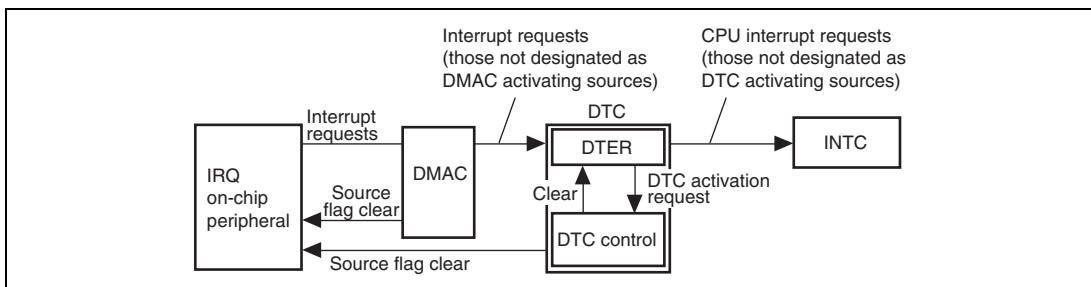 Interrupt requests
(those not designated as
DMAC activating sources)
CPU interrupt requests
(those not designated as
DTC activating sources)
Interrupt
requests
DTC
DTER
INTC
IRQ
on-chip
peripheral
DMAC
Source
flag clear
Clear
DTC activation
request
DTC control
Source flag clear